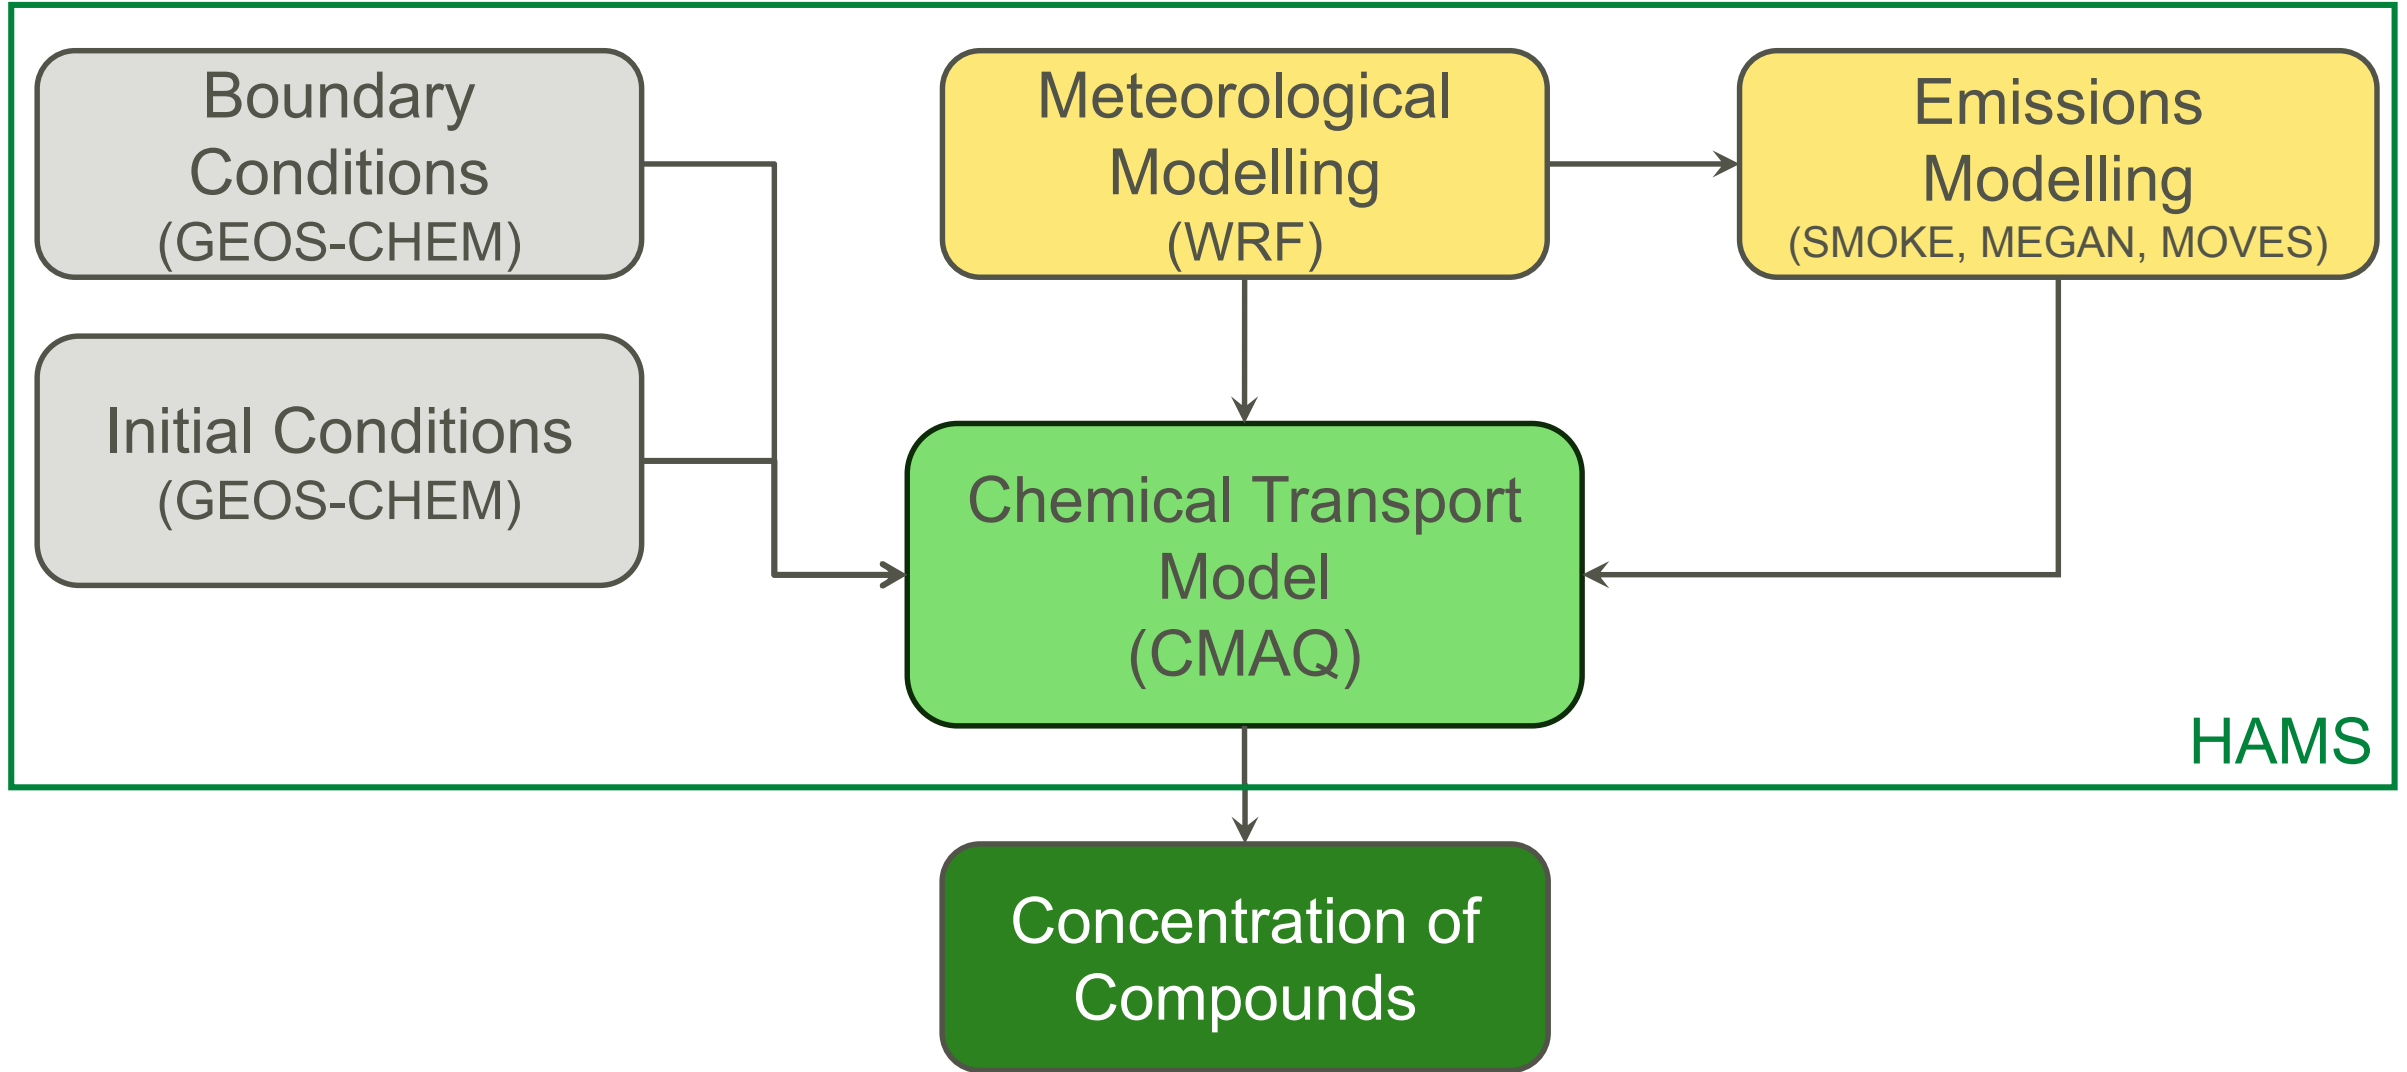 Boundary
Conditions
(GEOS-CHEM)
Meteorological
Modelling
(WRF)
Emissions
Modelling
(SMOKE, MEGAN, MOVES)
Initial Conditions
(GEOS-CHEM)
Chemical Transport
Model
(CMAQ)
HAMS
Concentration of
Compounds